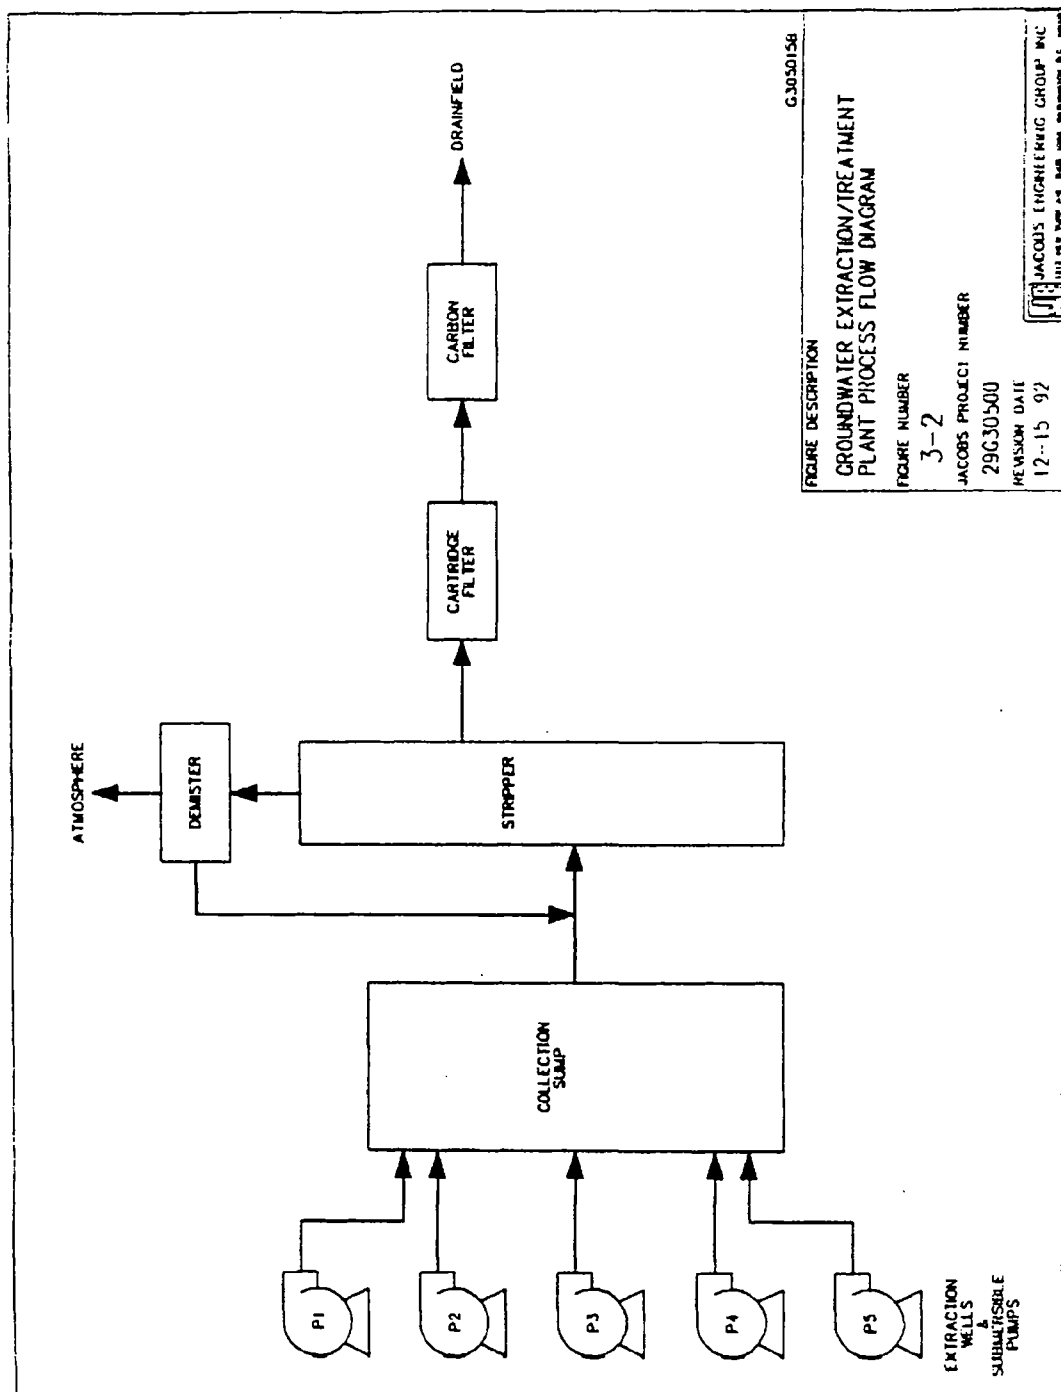 P1
P2
P3
P4
P5
EXTRACTION
WELLS
&
SUBMERSIBLE
PUMPS
COLLECTION
SUMP
STRIPPER
DEMISTER
ATMOSPHERE
CARTRIDGE
FILTER
CARBON
FILTER
DRAINFIELD
G305015B
FIGURE DESCRIPTION
GROUNDWATER EXTRACTION/TREATMENT
PLANT PROCESS FLOW DIAGRAM
FIGURE NUMBER
3-2
JACOBS PROJECT NUMBER
29G30500
REVISION DATE
12-15 92
JACOBS ENGINEERING GROUP INC